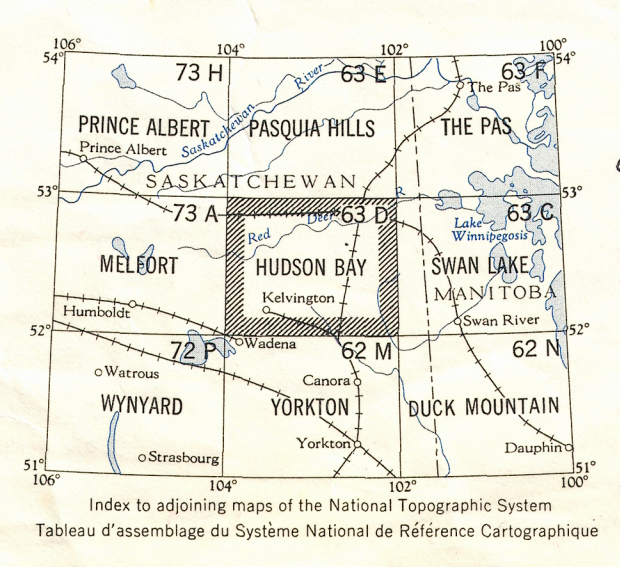 106°
104°
102°
100°
54°
54°
73 H
63 E
63 F
River
The Pas
Saskatchewan
PRINCE ALBERT
PASQUIA HILLS
THE PAS
Prince Albert
SASKATCHEWAN
53°
53°
R
73 A
63 D
63 C
Red Deer
Lake
Winnipegosis
MELFORT
HUDSON BAY
SWAN LAKE
MANITOBA
Kelvington
Humboldt
Swan River
52°
52°
72 P
Wadena
62 M
62 N
Watrous
Canora
WYNYARD
YORKTON
DUCK MOUNTAIN
Yorkton
Dauphin
Strasbourg
51°
51°
106°
104°
102°
100°
Index to adjoining maps of the National Topographic System
Tableau d'assemblage du Système National de Référence Cartographique